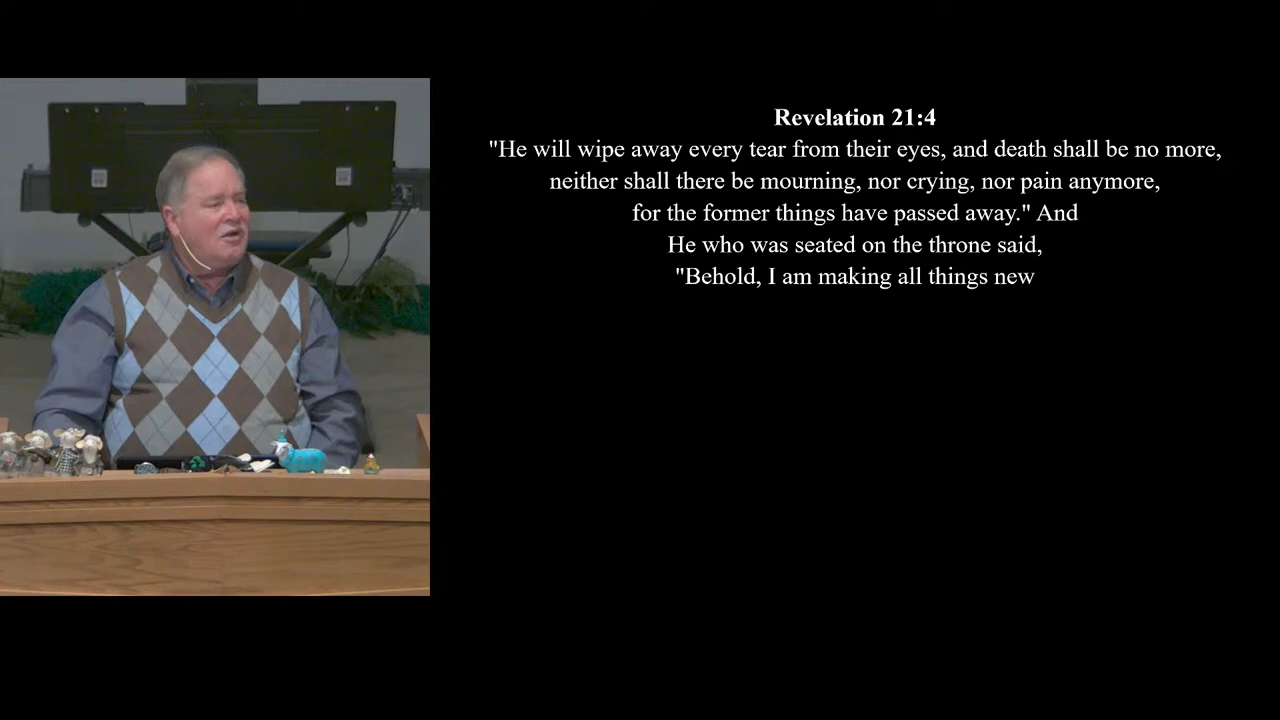 Revelation 21:4
"He will wipe away every tear from their eyes, and death shall be no more,
neither shall there be mourning, nor crying, nor pain anymore,
for the former things have passed away." And
He who was seated on the throne said,
"Behold, I am making all things new